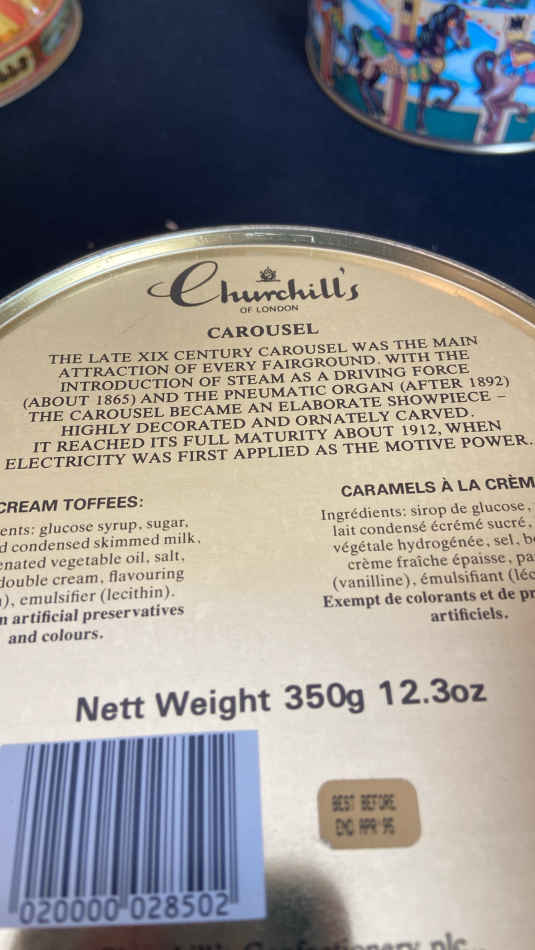 Churchill's
OF LONDON
CAROUSEL
THE LATE XIX CENTURY CAROUSEL WAS THE MAIN
ATTRACTION OF EVERY FAIRGROUND. WITH THE
INTRODUCTION OF STEAM AS A DRIVING FORCE
(ABOUT 1865) AND THE PNEUMATIC ORGAN (AFTER 1892)
THE CAROUSEL BECAME AN ELABORATE SHOWPIECE –
HIGHLY DECORATED AND ORNATELY CARVED.
IT REACHED ITS FULL MATURITY ABOUT 1912, WHEN
ELECTRICITY WAS FIRST APPLIED AS THE MOTIVE POWER.
CREAM TOFFEES:
glucose syrup, sugar,
condensed skimmed milk,
vegetable oil, salt,
double cream, flavouring
emulsifier (lecithin).
artificial preservatives
and colours.
CARAMELS À LA
Ingrédients: sirop de glucose,
lait condensé écrémé sucré,
végétale hydrogénée, sel,
crème fraîche épaisse,
(vanilline), émulsifiant
Exempt de colorants et de
artificiels.
Nett Weight 350g 12.3oz
BEST BEFORE
END APR 96
020000 028502